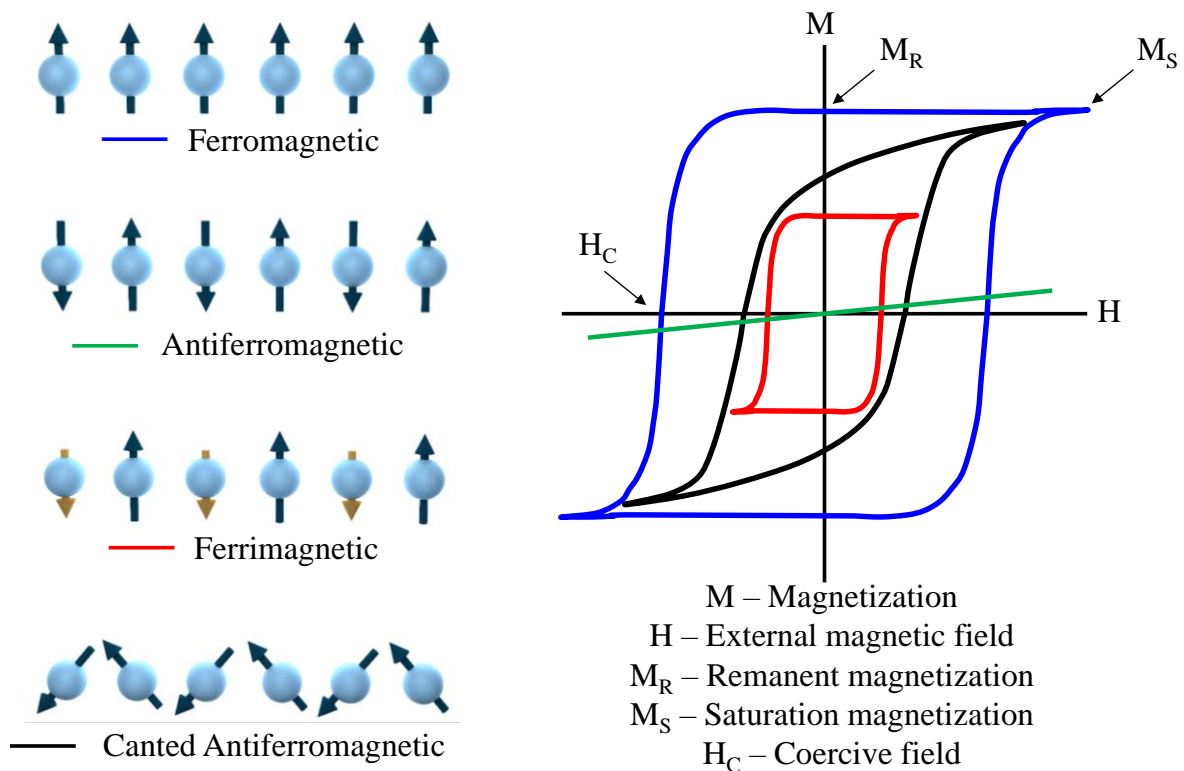 Ferromagnetic
Antiferromagnetic
Ferrimagnetic
Canted Antiferromagnetic
M
M_R
M_S
H_C
H
M – Magnetization
H – External magnetic field
M_R – Remanent magnetization
M_S – Saturation magnetization
H_C – Coercive field